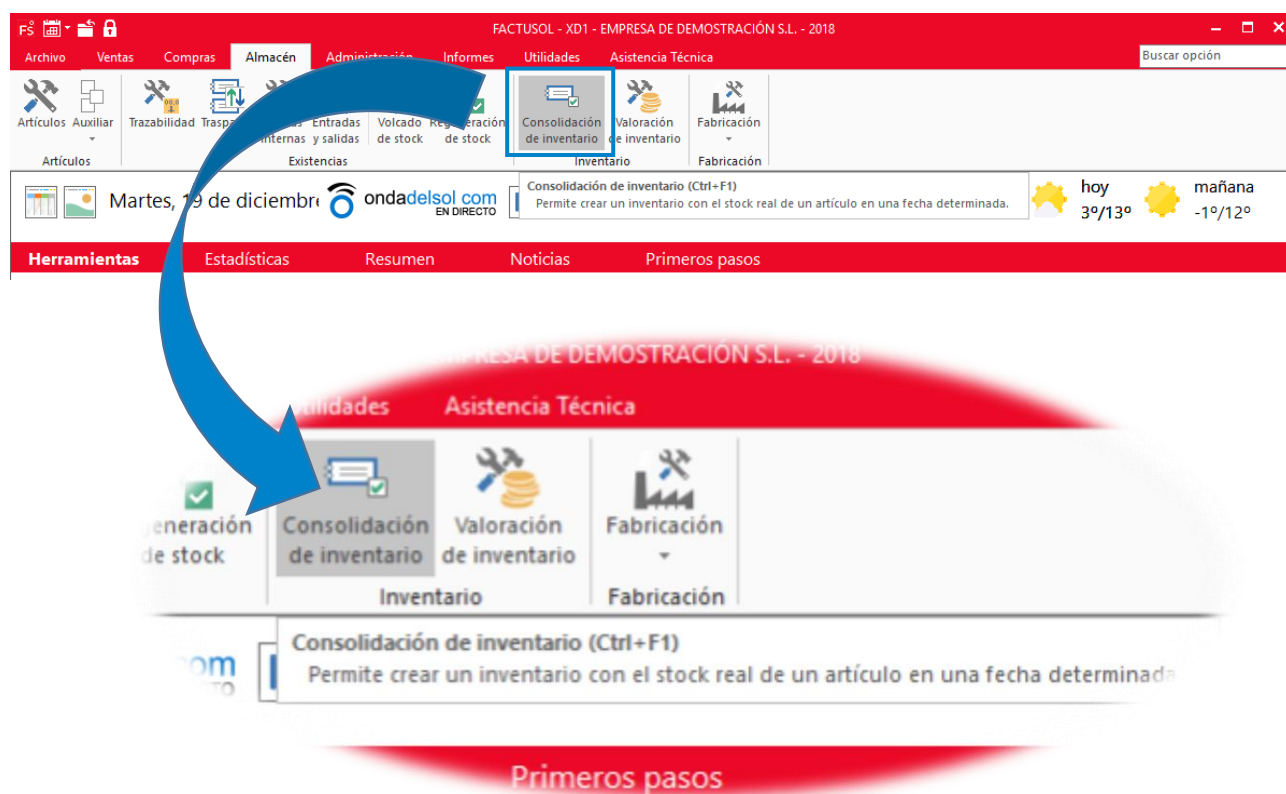 FS
FACTUSOL - XD1 - EMPRESA DE DEMOSTRACIÓN S.L. - 2018
Archivo Ventas Compras Almacén Administración Informes Utilidades Asistencia Técnica Buscar opción
Artículos Auxiliar Trazabilidad Entradas Volcado Consolidación Valoración Fabricación
y salidas de stock de stock de inventario de inventario
Artículos Existencias Inventario Fabricación
Consolidación de inventario (Ctrl+F1)
Permite crear un inventario con el stock real de un artículo en una fecha determinada.
Martes, 19 de diciembre ondadelsol com hoy mañana
EN DIRECTO 3º/13º -1º/12º
Herramientas Estadísticas Resumen Noticias Primeros pasos
DE DEMOSTRACIÓN S.L. - 2018
Asistencia Técnica
Consolidación Valoración Fabricación
de stock de inventario de inventario
Inventario Fabricación
Consolidación de inventario (Ctrl+F1)
Permite crear un inventario con el stock real de un artículo en una fecha determinada
Primeros pasos